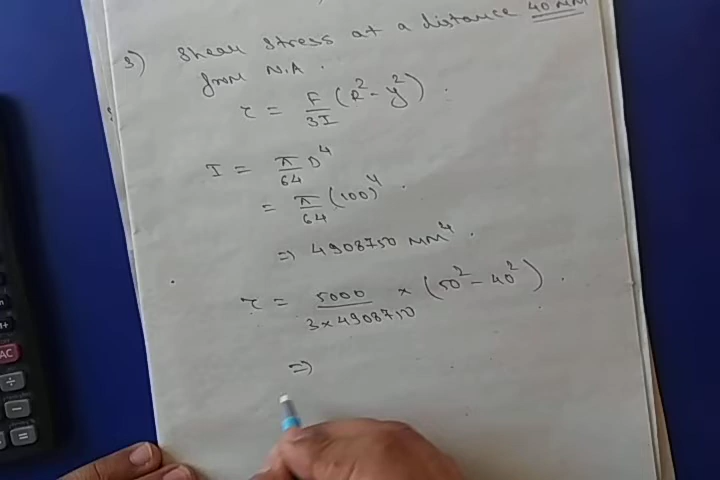 3) Shear stress at a distance 40 MM
from N.A.
τ = F/3I (R² - y²).
I = π/64 D⁴
= π/64 (100)⁴.
=> 4908750 MM⁴.
τ = 5000/3×4908750 × (50² - 40²).
=>
AC
÷
-
=